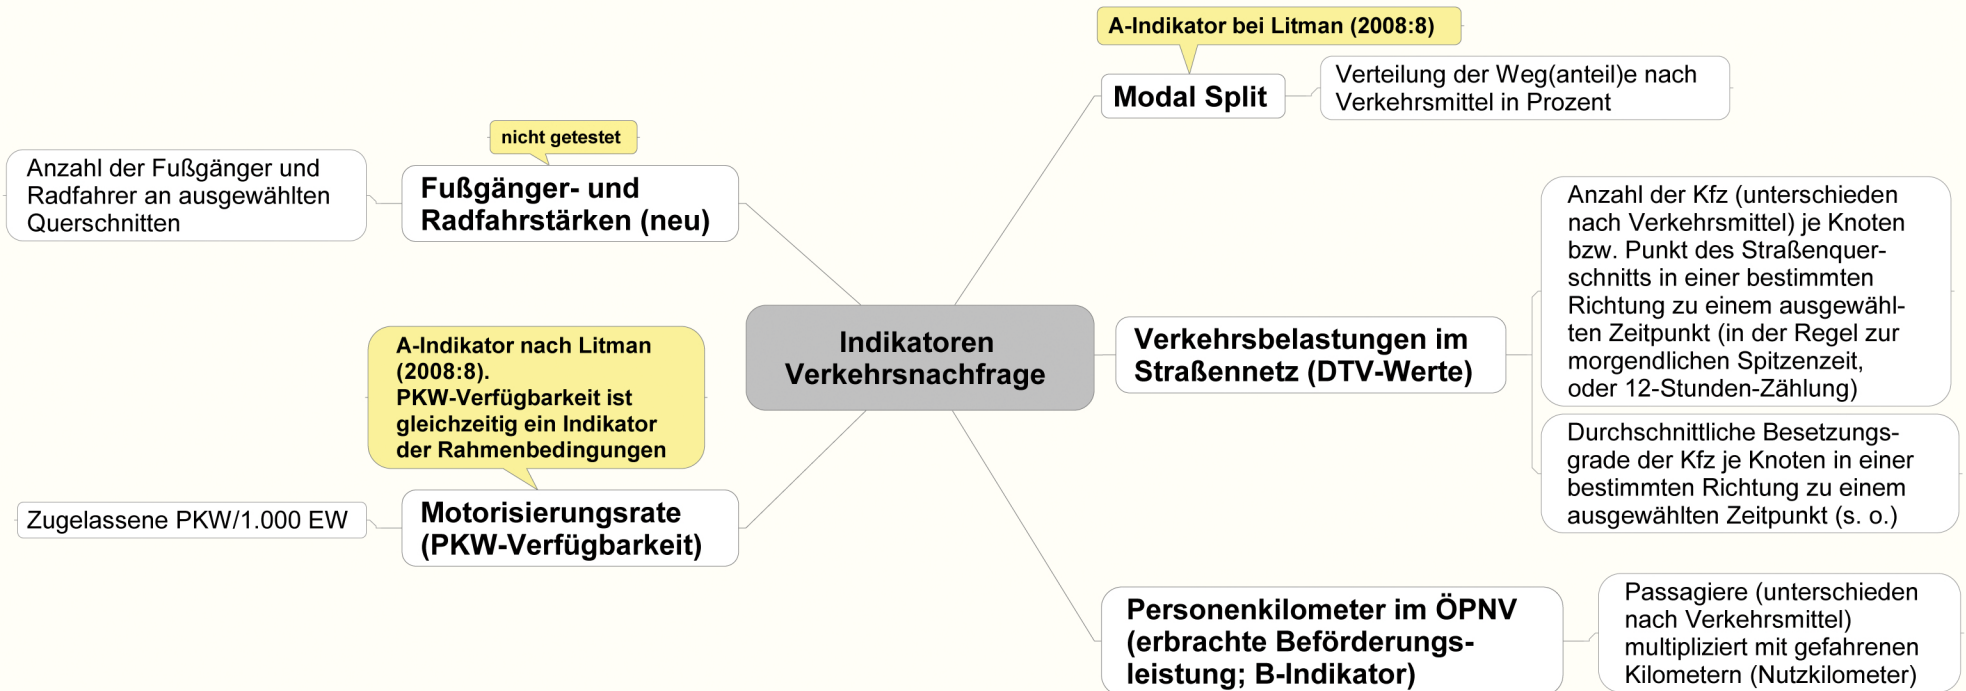 A-Indikator bei Litman (2008:8)
Modal Split
Verteilung der Weg(anteil)e nach
Verkehrsmittel in Prozent
nicht getestet
Fußgänger- und
Radfahrstärken (neu)
Anzahl der Fußgänger und
Radfahrer an ausgewählten
Querschnitten
Indikatoren
Verkehrsnachfrage
Verkehrsbelastungen im
Straßennetz (DTV-Werte)
Anzahl der Kfz (unterschieden
nach Verkehrsmittel) je Knoten
bzw. Punkt des Straßenquer-
schnitts in einer bestimmten
Richtung zu einem ausgewähl-
ten Zeitpunkt (in der Regel zur
morgendlichen Spitzenzeit,
oder 12-Stunden-Zählung)
Durchschnittliche Besetzungs-
grade der Kfz je Knoten in einer
bestimmten Richtung zu einem
ausgewählten Zeitpunkt (s. o.)
A-Indikator nach Litman
(2008:8).
PKW-Verfügbarkeit ist
gleichzeitig ein Indikator
der Rahmenbedingungen
Motorisierungsrate
(PKW-Verfügbarkeit)
Zugelassene PKW/1.000 EW
Personenkilometer im ÖPNV
(erbrachte Beförderungs-
leistung; B-Indikator)
Passagiere (unterschieden
nach Verkehrsmittel)
multipliziert mit gefahrenen
Kilometern (Nutzkilometer)